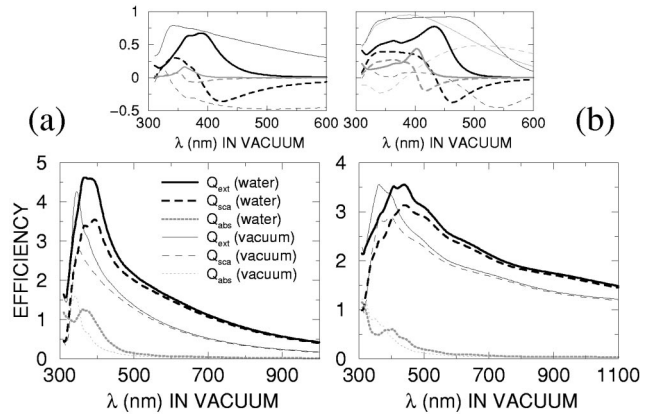 1
0.5
0
−0.5
300 400 500 600
λ (nm) IN VACUUM
300 400 500 600
λ (nm) IN VACUUM
(a)
(b)
5
4
3
2
1
0
EFFICIENCY
Q_ext (water)
Q_sca (water)
Q_abs (water)
Q_ext (vacuum)
Q_sca (vacuum)
Q_abs (vacuum)
300 500 700 900
λ (nm) IN VACUUM
4
3
2
1
0
300 500 700 900 1100
λ (nm) IN VACUUM